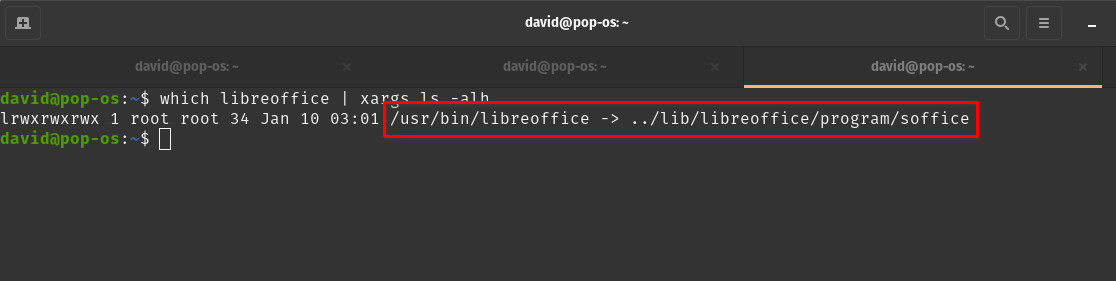 david@pop-os: ~
david@pop-os: ~
david@pop-os: ~
david@pop-os: ~
david@pop-os:~$ which libreoffice | xargs ls -alh
lrwxrwxrwx 1 root root 34 Jan 10 03:01 /usr/bin/libreoffice -> ../lib/libreoffice/program/soffice
david@pop-os:~$